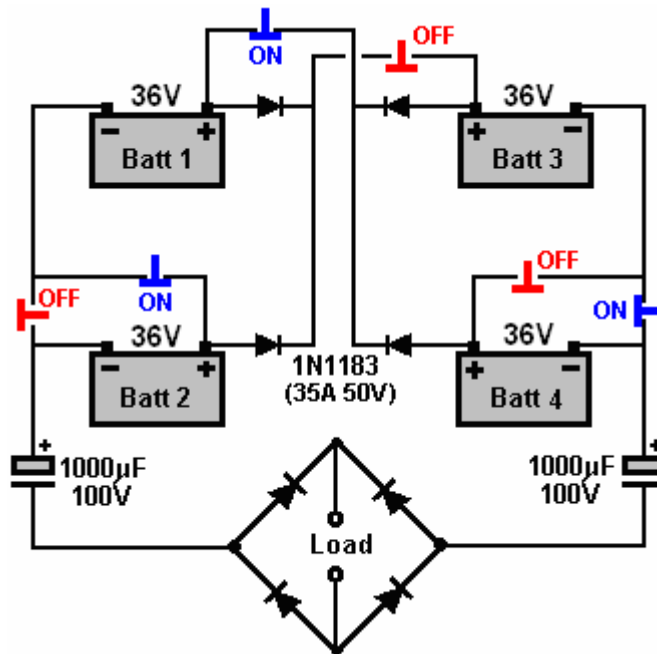 ON
OFF
36V
36V
- +
+ -
Batt 1
Batt 3
OFF
ON
OFF
ON
36V
36V
- +
+ -
Batt 2
Batt 4
1N1183
(35A 50V)
+
+
1000µF
100V
1000µF
100V
Load